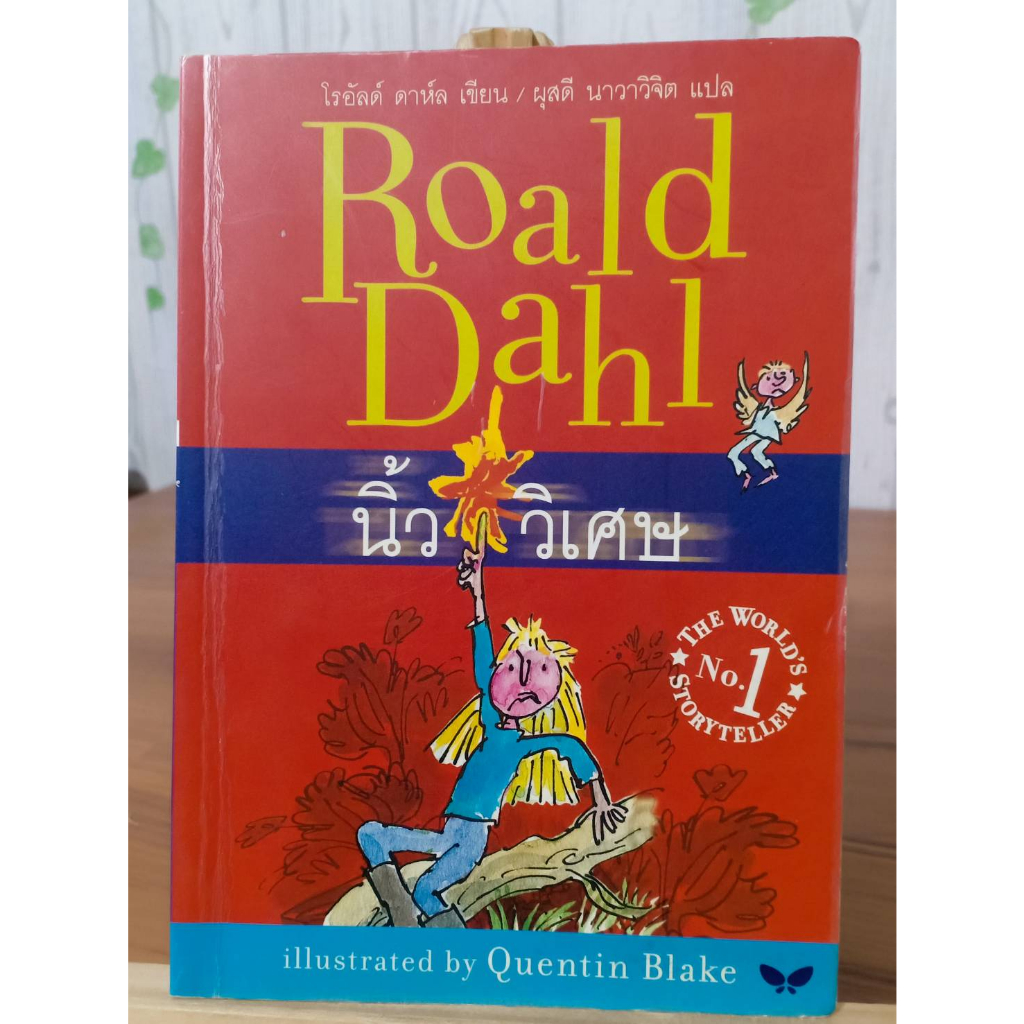 โรอัลด์ ดาห์ล เขียน / ผุสดี นาวาวิจิต แปล
Roald
Dahl
นิ้ววิเศษ
THE WORLD'S
No.1
STORYTELLER
illustrated by Quentin Blake